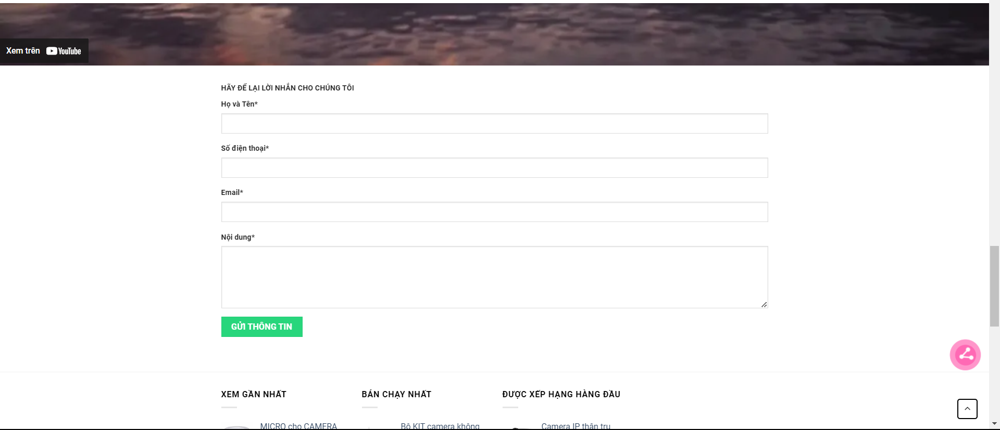 Xem trên YouTube
HÃY ĐỂ LẠI LỜI NHẮN CHO CHÚNG TÔI
Họ và Tên*
Số điện thoại*
Email*
Nội dung*
GỬI THÔNG TIN
XEM GẦN NHẤT
BÁN CHẠY NHẤT
ĐƯỢC XẾP HẠNG HÀNG ĐẦU
MICRO cho CAMERA
Bộ KIT camera không
Camera IP thân trụ